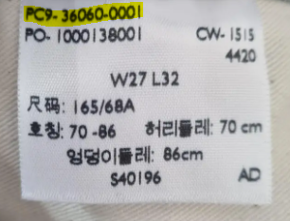 PC9- 36060-0001
PO- 1000138001 CW- 1515
4420
W27 L32
尺码: 165/68A
호칭: 70 -86 허리둘레: 70 cm
엉덩이둘레: 86cm
S40196 AD